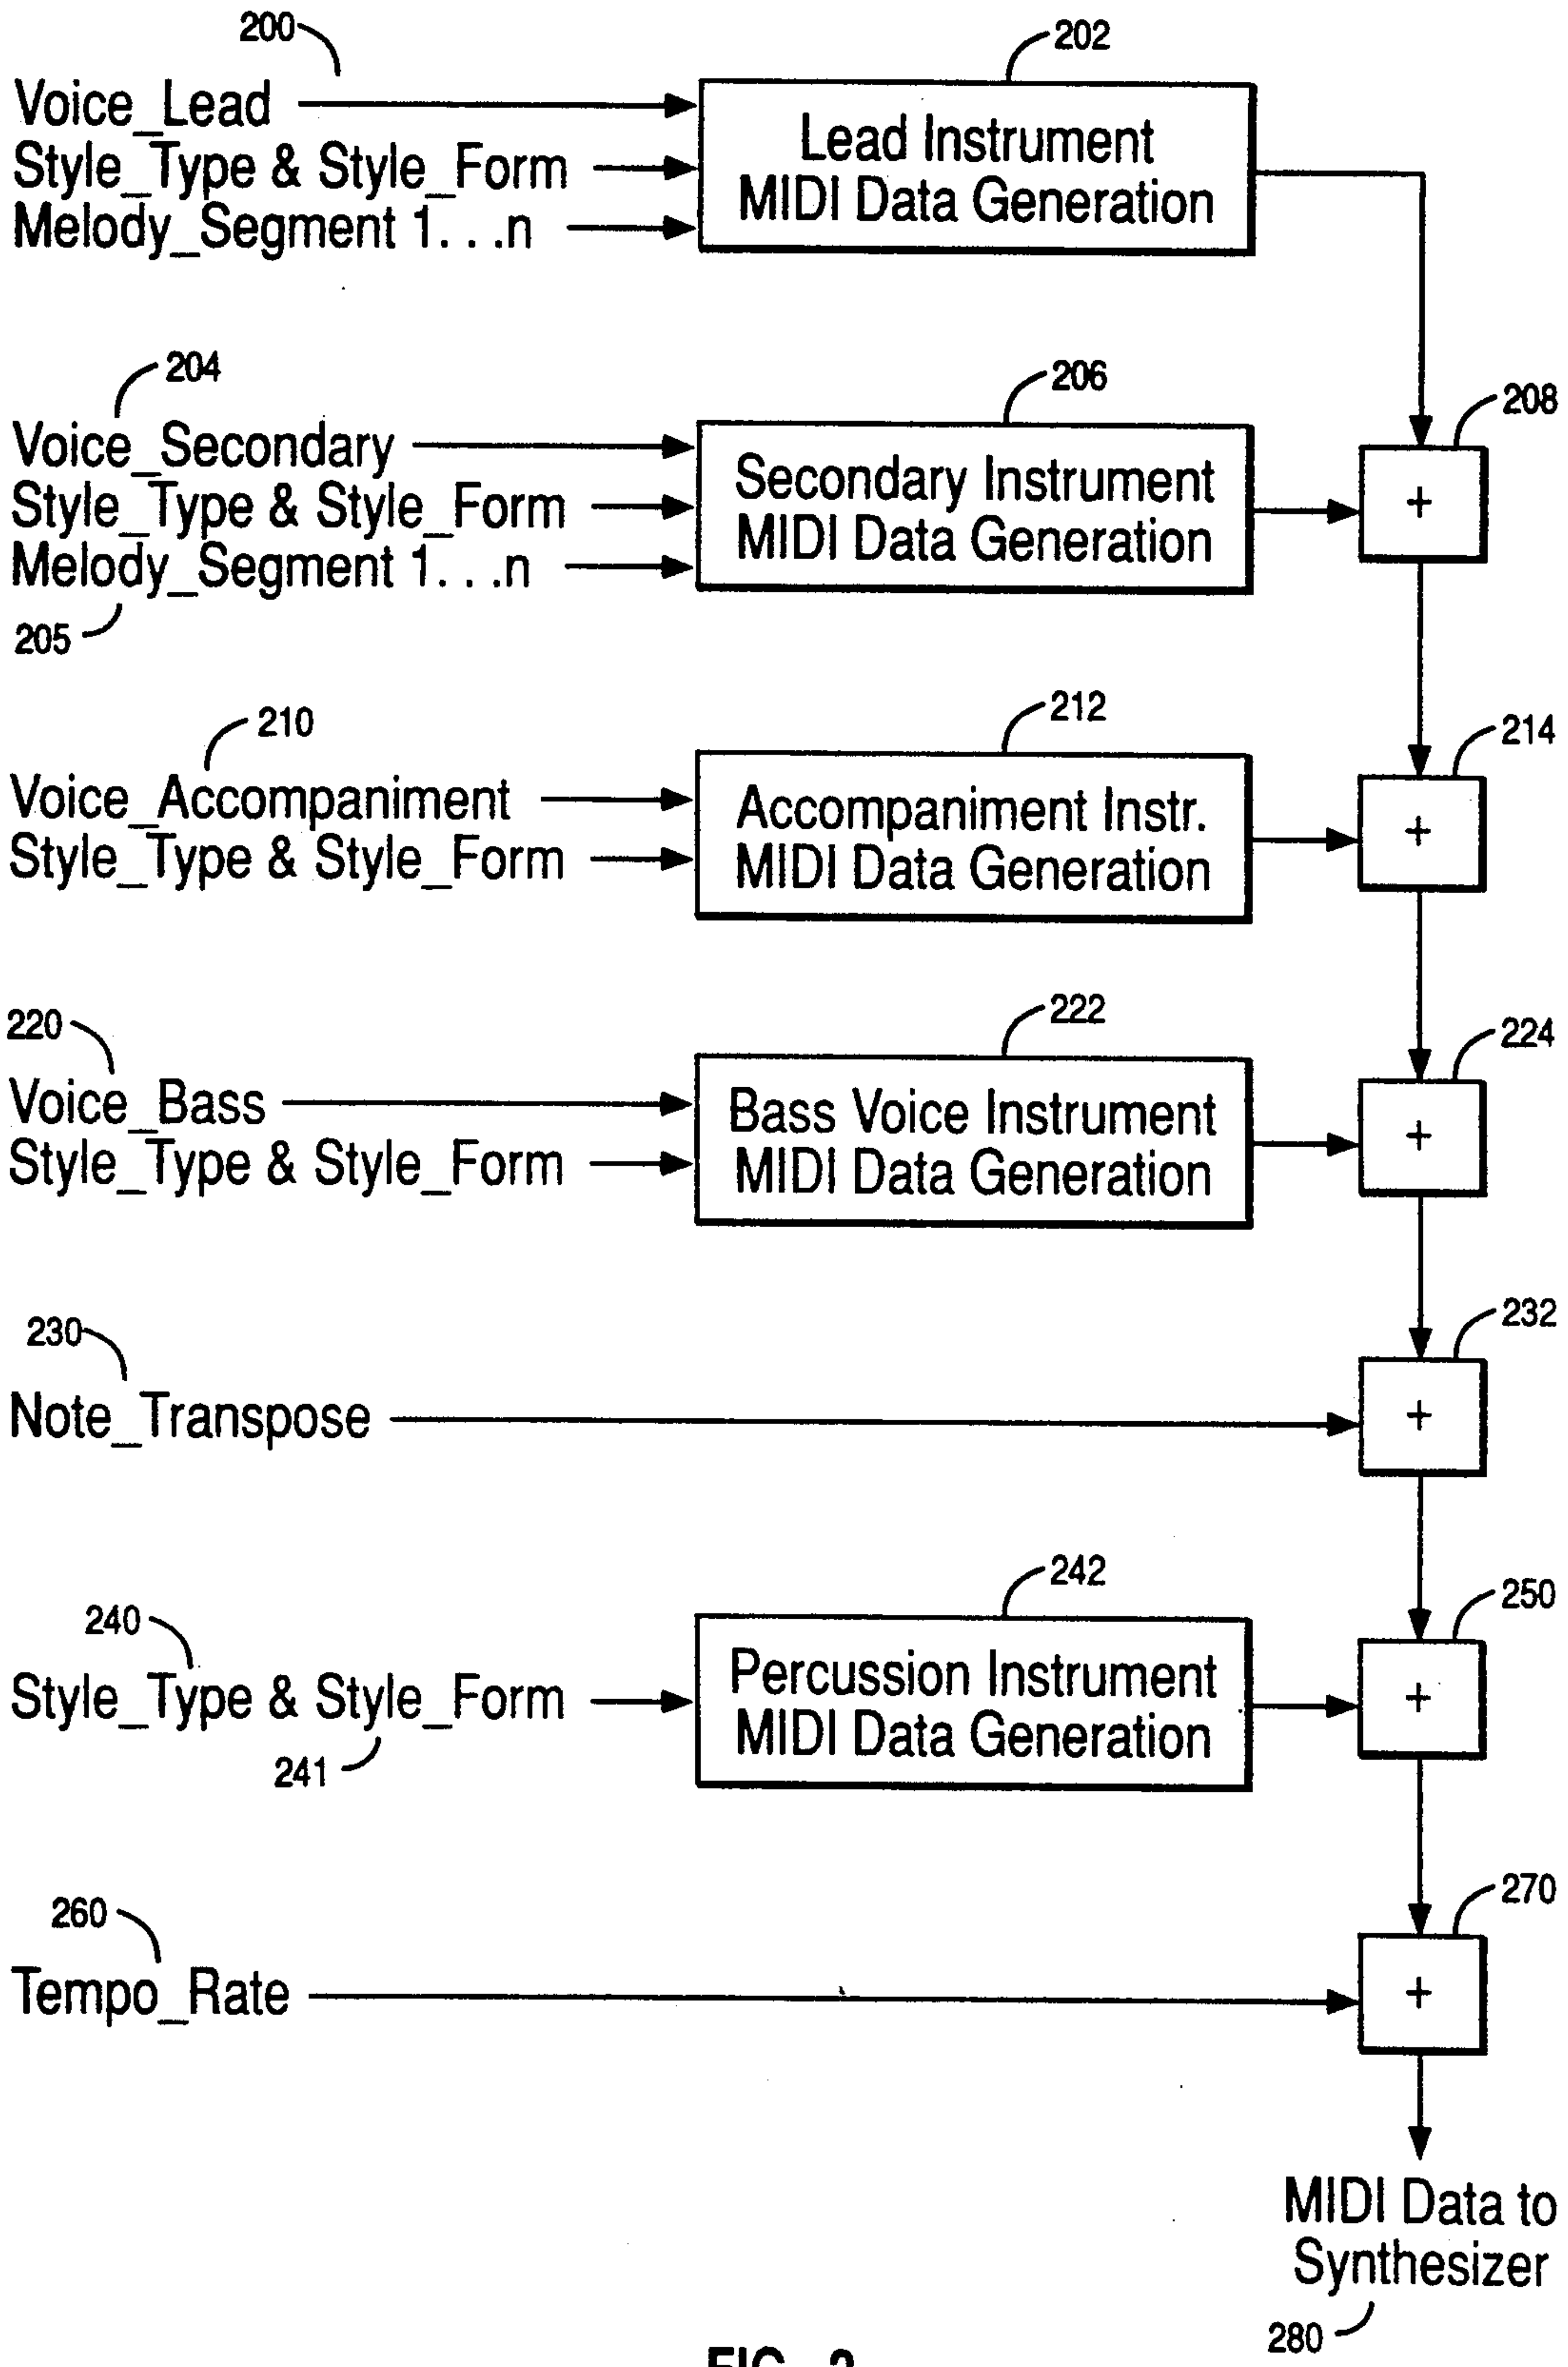 200
202
Voice_Lead
Style_Type & Style_Form
Melody_Segment 1. . .n
Lead Instrument
MIDI Data Generation
204
206
208
Voice_Secondary
Style_Type & Style_Form
Melody_Segment 1. . .n
205
Secondary Instrument
MIDI Data Generation
+
210
212
214
Voice_Accompaniment
Style_Type & Style_Form
Accompaniment Instr.
MIDI Data Generation
+
220
222
224
Voice_Bass
Style_Type & Style_Form
Bass Voice Instrument
MIDI Data Generation
+
230
232
Note_Transpose
+
240
242
250
Style_Type & Style_Form
241
Percussion Instrument
MIDI Data Generation
+
260
270
Tempo_Rate
+
MIDI Data to
Synthesizer
280